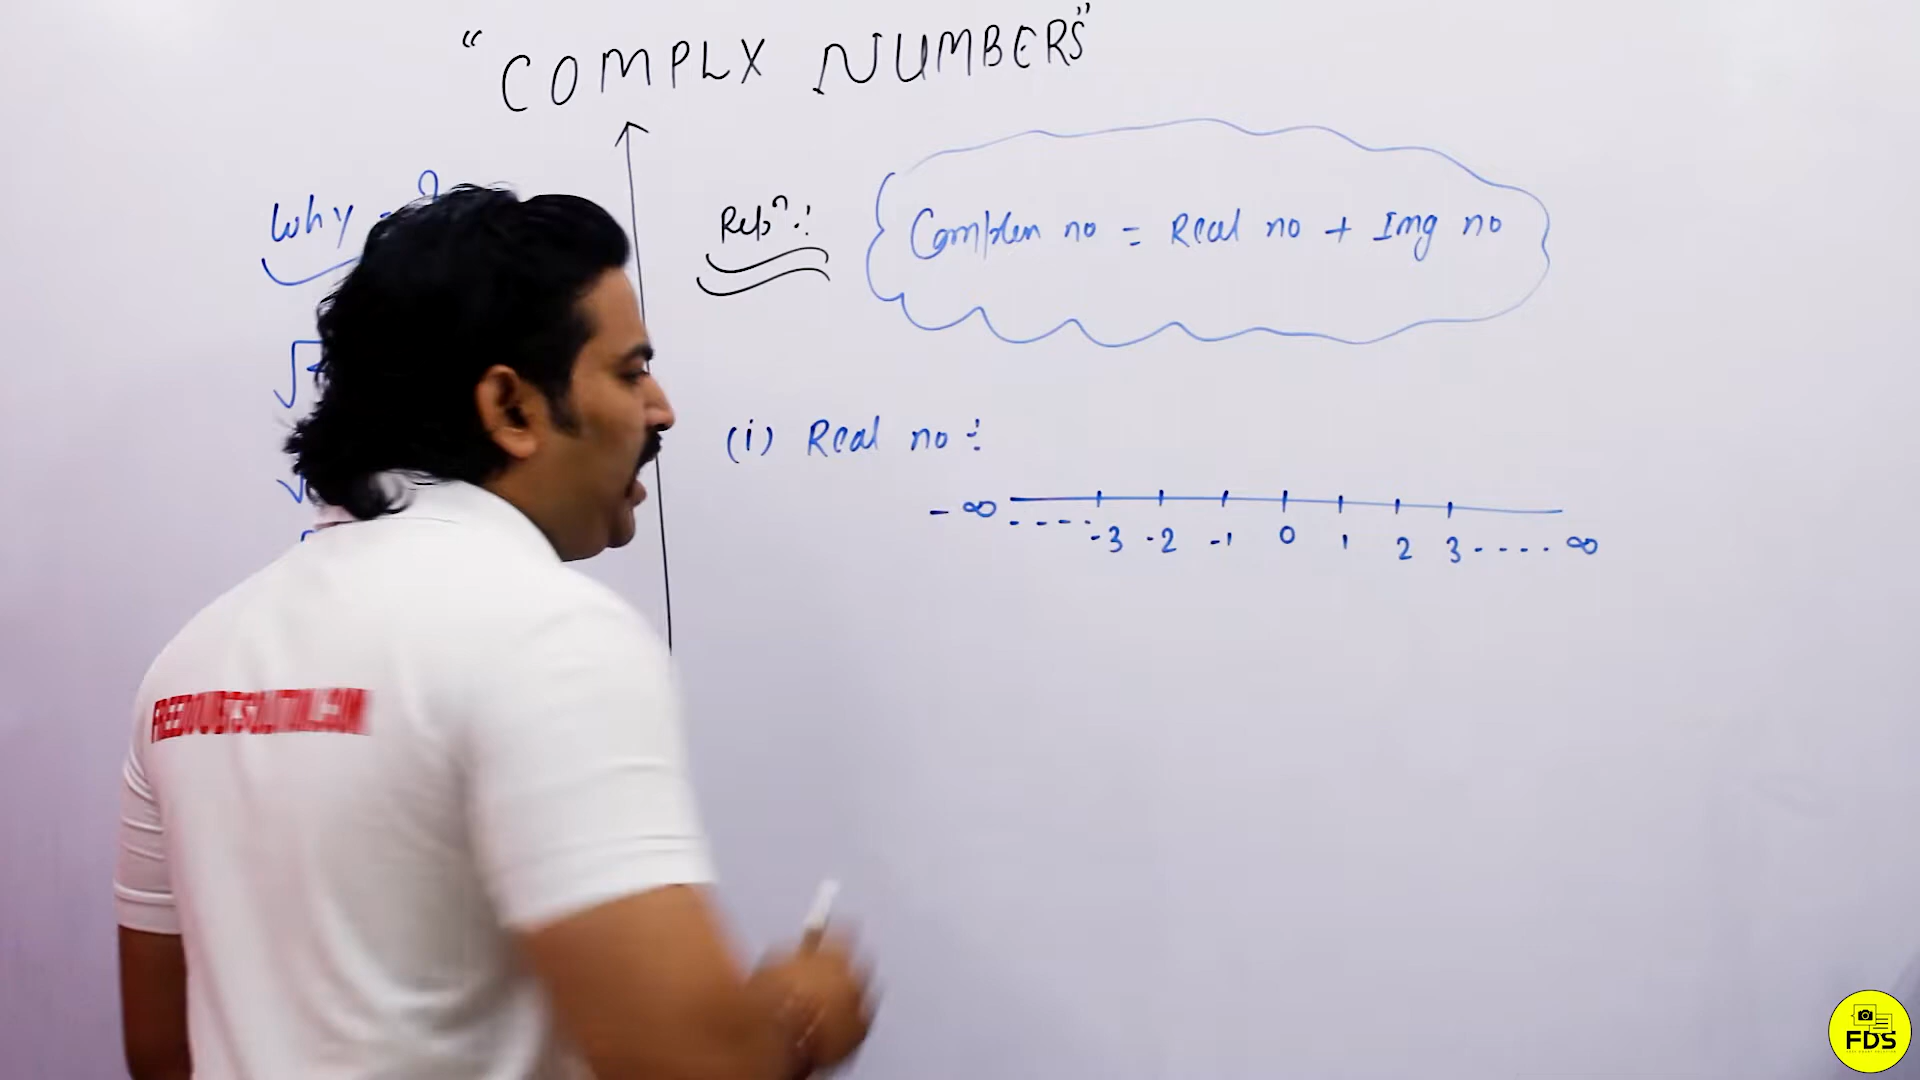 "COMPLX NUMBERS"
Why - ?
Repⁿ :
Complex no = Real no + Img no
(i) Real no :
- ∞ - - - - -3 -2 -1 0 1 2 3 - - - - ∞
FDS